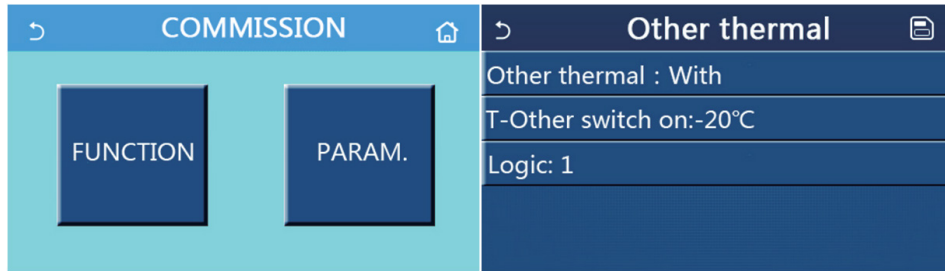 COMMISSION
FUNCTION
PARAM.
Other thermal
Other thermal : With
T-Other switch on:-20℃
Logic: 1